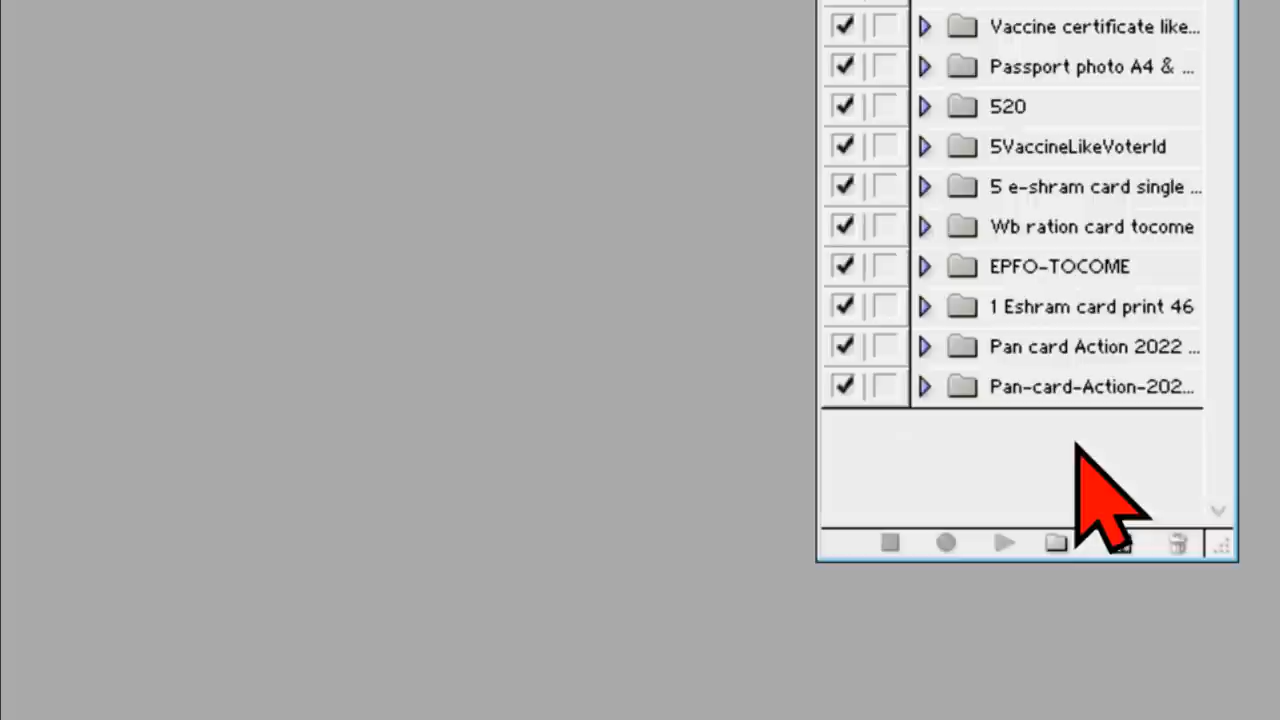 Vaccine certificate like...
Passport photo A4 & ...
520
5VaccineLikeVoterId
5 e-shram card single ...
Wb ration card tocome
EPFO-TOCOME
1 Eshram card print 46
Pan card Action 2022 ...
Pan-card-Action-202...